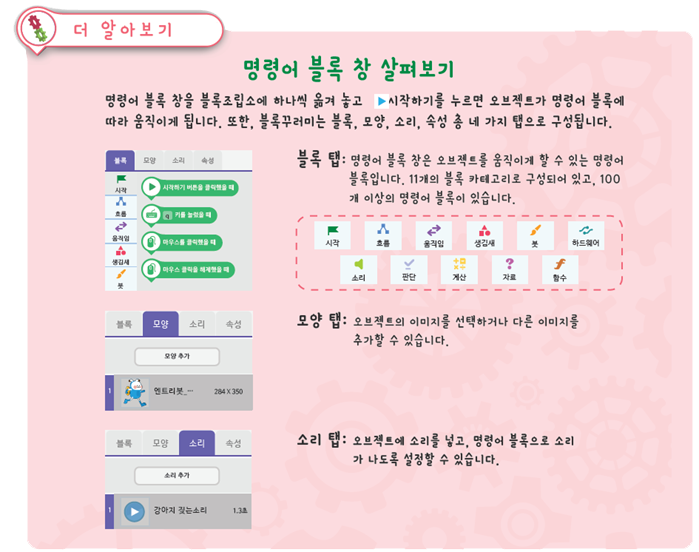 더 알아보기
명령어 블록 창 살펴보기
명령어 블록 창을 블록조립소에 하나씩 옮겨 놓고 시작하기를 누르면 오브젝트가 명령어 블록에
따라 움직이게 됩니다. 또한, 블록꾸러미는 블록, 모양, 소리, 속성 총 네 가지 탭으로 구성됩니다.
블록 모양 소리 속성
시작
흐름
움직임
생김새
붓
시작하기 버튼을 클릭했을 때
키를 눌렀을 때
마우스를 클릭했을 때
마우스 클릭을 해제했을 때
블록 탭: 명령어 블록 창은 오브젝트를 움직이게 할 수 있는 명령어
블록입니다. 11개의 블록 카테고리로 구성되어 있고, 100
개 이상의 명령어 블록이 있습니다.
시작 흐름 움직임 생김새 붓 하드웨어
소리 판단 계산 자료 함수
블록 모양 소리 속성
모양 추가
1 엔트리봇_… 284 X 350
모양 탭: 오브젝트의 이미지를 선택하거나 다른 이미지를
추가할 수 있습니다.
블록 모양 소리 속성
소리 추가
1 강아지 짖는소리 1.3초
소리 탭: 오브젝트에 소리를 넣고, 명령어 블록으로 소리
가 나도록 설정할 수 있습니다.